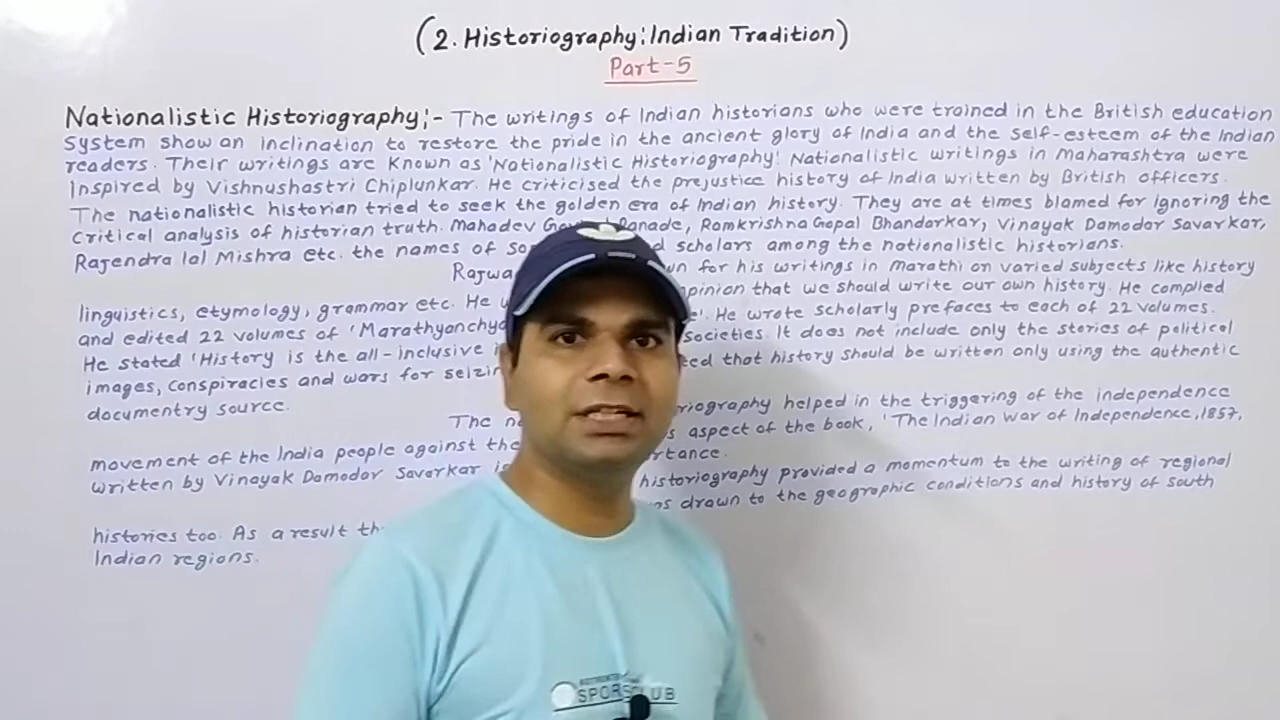 (2. Historiography: Indian Tradition)
Part-5
Nationalistic Historiography:- The writings of Indian historians who were trained in the British education
System show an inclination to restore the pride in the ancient glory of India and the self-esteem of the Indian
readers. Their writings are Known as 'Nationalistic Historiography.' Nationalistic writings in maharashtra were
Inspired by Vishnushastri Chiplunkar. He criticised the prejustice history of India written by British officers.
The nationalistic historian tried to seek the golden era of Indian history. They are at times blamed for ignoring the
critical analysis of historian truth. Mahadev Ranade, Ramkrishna Gopal Bhandarkar, Vinayak Damodar Savarkar,
Rajendra lal Mishra etc. the names of scholars among the nationalistic historians.
for his writings in marathi on varied subjects like history
linguistics, etymology, grammar etc. He that we should write our own history. He complied
and edited 22 volumes of . He wrote scholarly prefaces to each of 22 volumes.
He stated 'History is the all-inclusive societies. It does not include only the stories of political
images, conspiracies and wars for that history should be written only using the authentic
documentry source.
The helped in the triggering of the independence
movement of the India people against the aspect of the book, 'The Indian War of Independence, 1857,
written by Vinayak Damodar Savarkar
historiography provided a momentum to the writing of regional
histories too. As a result drawn to the geographic conditions and history of south
Indian regions.
SPORSCLUB